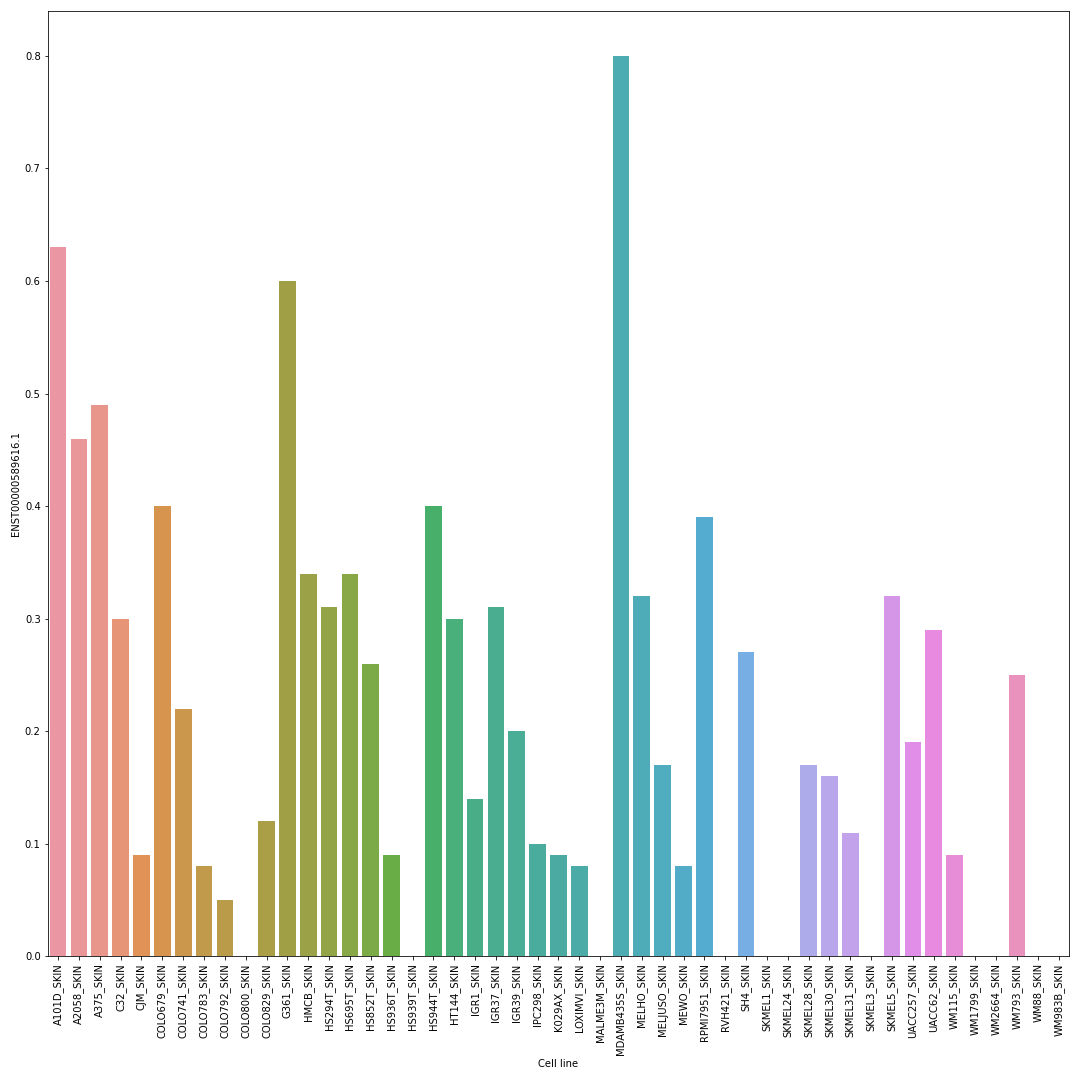 ENST00000589616.1
0.8
0.7
0.6
0.5
0.4
0.3
0.2
0.1
0.0
A101D_SKIN
A2058_SKIN
A375_SKIN
C32_SKIN
CJM_SKIN
COLO679_SKIN
COLO741_SKIN
COLO783_SKIN
COLO792_SKIN
COLO800_SKIN
COLO829_SKIN
G361_SKIN
HMCB_SKIN
HS294T_SKIN
HS695T_SKIN
HS852T_SKIN
HS936T_SKIN
HS939T_SKIN
HS944T_SKIN
HT144_SKIN
IGR1_SKIN
IGR37_SKIN
IGR39_SKIN
IPC298_SKIN
K029AX_SKIN
LOXIMVI_SKIN
MALME3M_SKIN
MDAMB435S_SKIN
MELHO_SKIN
MELJUSO_SKIN
MEWO_SKIN
RPMI7951_SKIN
RVH421_SKIN
SH4_SKIN
SKMEL1_SKIN
SKMEL24_SKIN
SKMEL28_SKIN
SKMEL30_SKIN
SKMEL31_SKIN
SKMEL3_SKIN
SKMEL5_SKIN
UACC257_SKIN
UACC62_SKIN
WM115_SKIN
WM1799_SKIN
WM2664_SKIN
WM793_SKIN
WM88_SKIN
WM983B_SKIN
Cell line